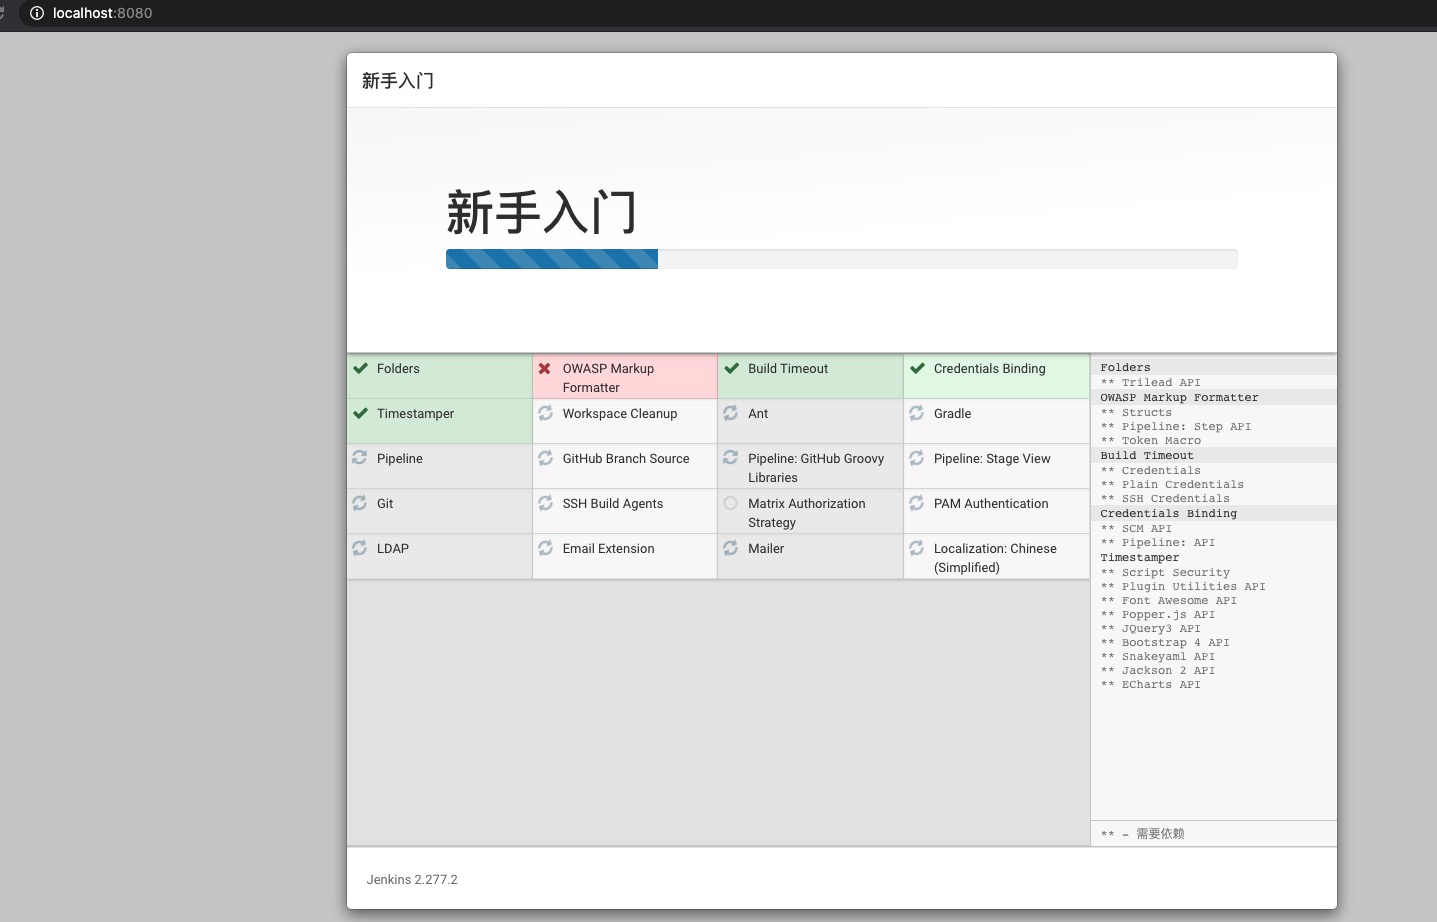 localhost:8080
新手入门
新手入门
Folders
OWASP Markup
Formatter
Build Timeout
Credentials Binding
Timestamper
Workspace Cleanup
Ant
Gradle
Pipeline
GitHub Branch Source
Pipeline: GitHub Groovy
Libraries
Pipeline: Stage View
Git
SSH Build Agents
Matrix Authorization
Strategy
PAM Authentication
LDAP
Email Extension
Mailer
Localization: Chinese
(Simplified)
Folders
** Trilead API
OWASP Markup Formatter
** Structs
** Pipeline: Step API
** Token Macro
Build Timeout
** Credentials
** Plain Credentials
** SSH Credentials
Credentials Binding
** SCM API
** Pipeline: API
Timestamper
** Script Security
** Plugin Utilities API
** Font Awesome API
** Popper.js API
** JQuery3 API
** Bootstrap 4 API
** Snakeyaml API
** Jackson 2 API
** ECharts API
** - 需要依赖
Jenkins 2.277.2